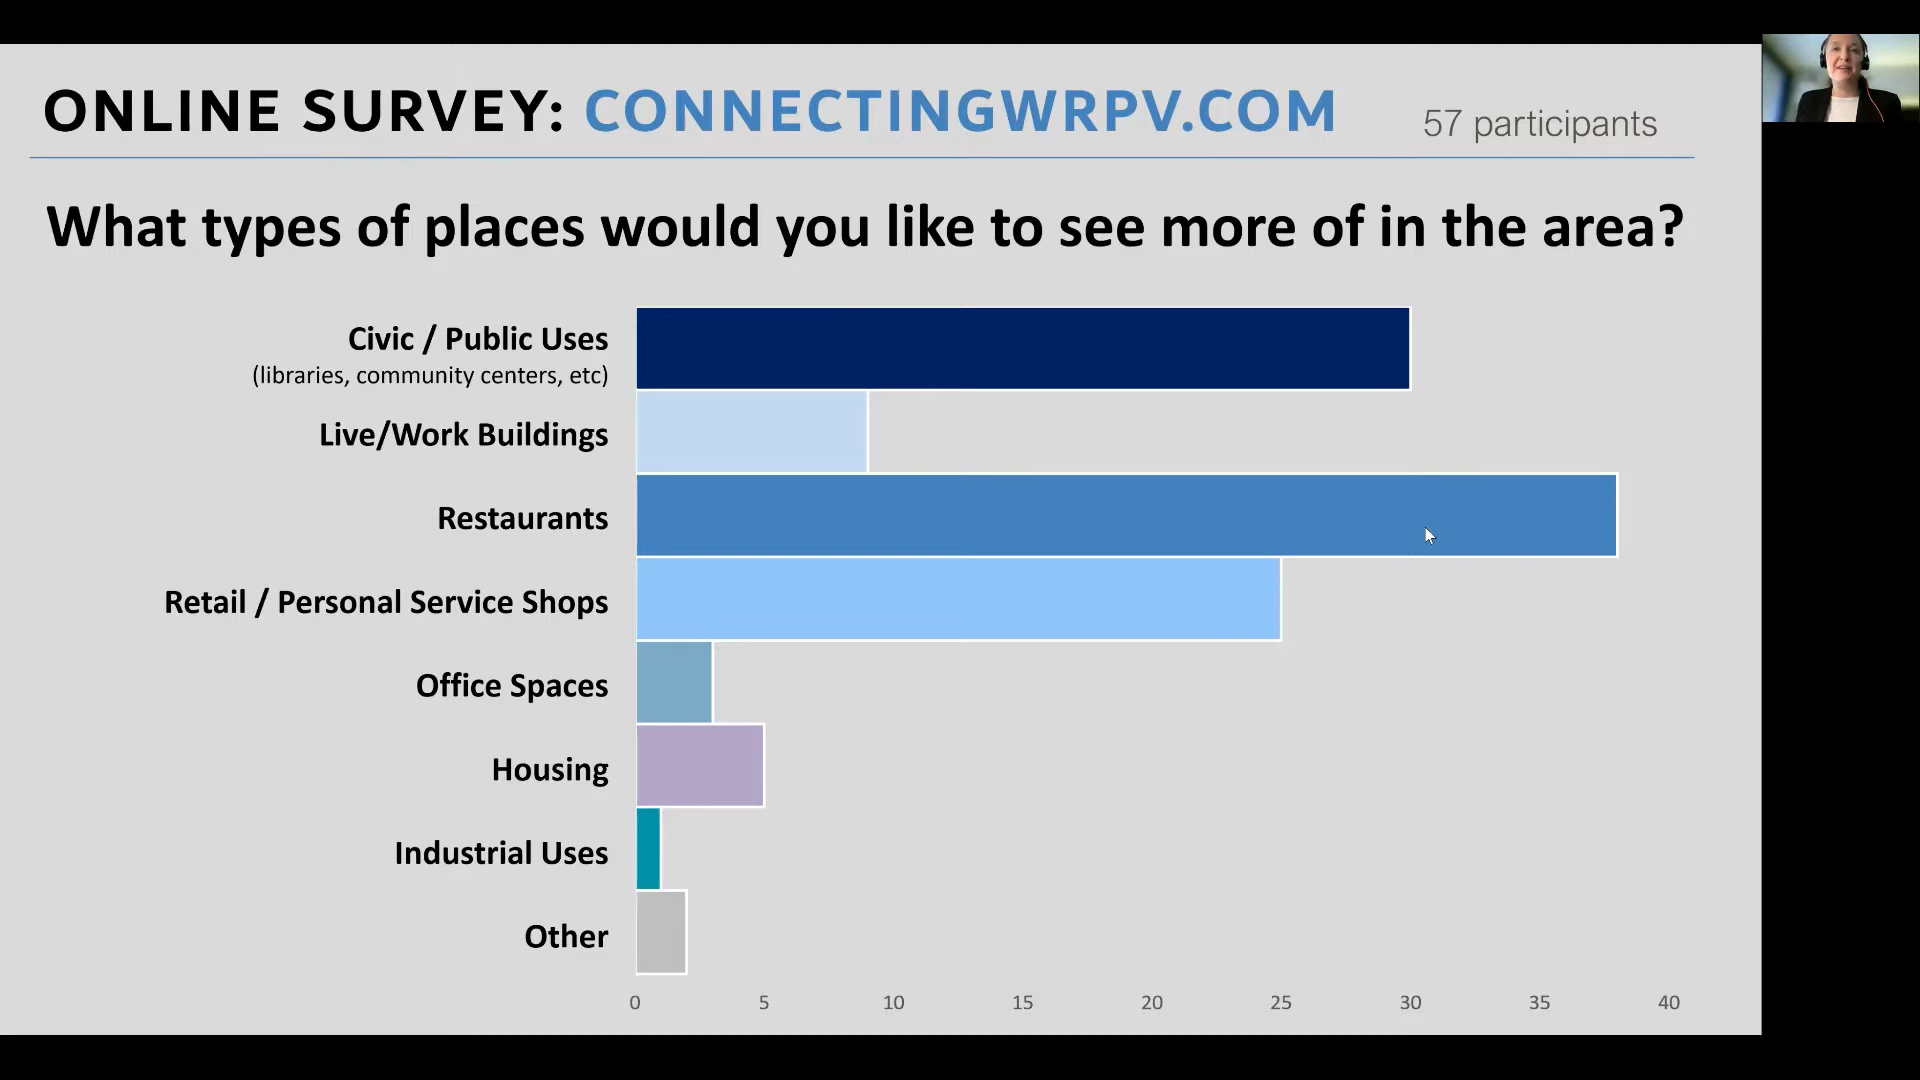 ONLINE SURVEY: CONNECTINGWRPV.COM
57 participants
What types of places would you like to see more of in the area?
Civic / Public Uses
(libraries, community centers, etc)
Live/Work Buildings
Restaurants
Retail / Personal Service Shops
Office Spaces
Housing
Industrial Uses
Other
0 5 10 15 20 25 30 35 40